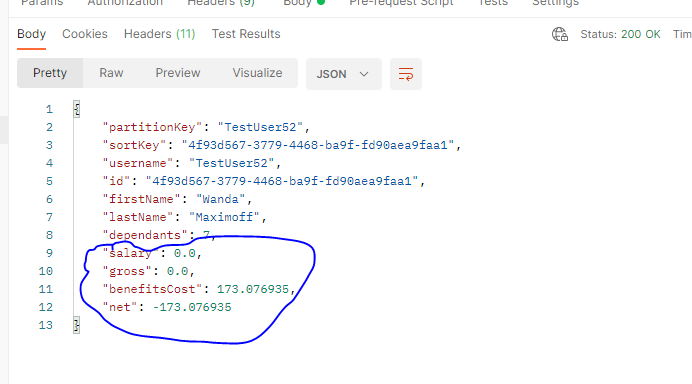 Params Authorization Headers (9) Body Pre-request Script Tests Settings
Body Cookies Headers (11) Test Results Status: 200 OK Tim
Pretty Raw Preview Visualize JSON
1 {
2 "partitionKey": "TestUser52",
3 "sortKey": "4f93d567-3779-4468-ba9f-fd90aea9faa1",
4 "username": "TestUser52",
5 "id": "4f93d567-3779-4468-ba9f-fd90aea9faa1",
6 "firstName": "Wanda",
7 "lastName": "Maximoff",
8 "dependants": 7,
9 "salary": 0.0,
10 "gross": 0.0,
11 "benefitsCost": 173.076935,
12 "net": -173.076935
13 }